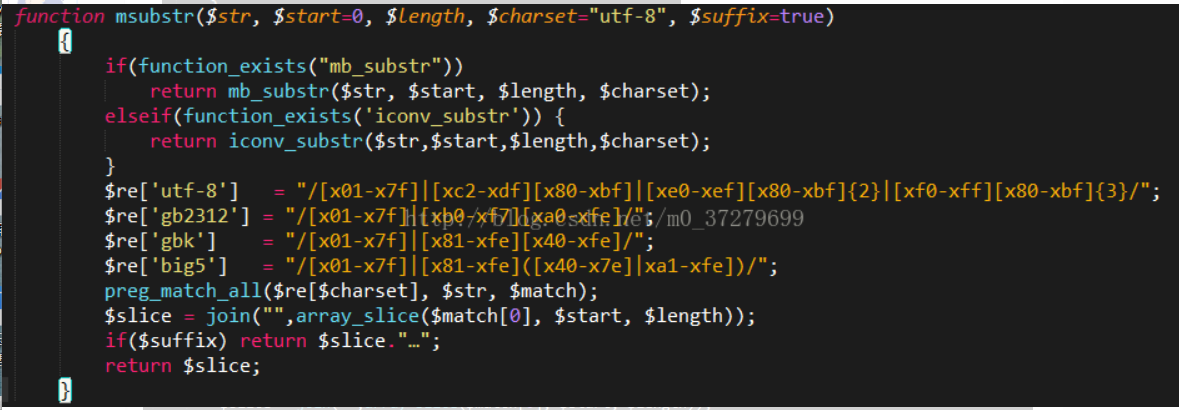 function msubstr($str, $start=0, $length, $charset="utf-8", $suffix=true)
{
if(function_exists("mb_substr"))
return mb_substr($str, $start, $length, $charset);
elseif(function_exists('iconv_substr')) {
return iconv_substr($str,$start,$length,$charset);
}
$re['utf-8'] = "/[x01-x7f]|[xc2-xdf][x80-xbf]|[xe0-xef][x80-xbf]{2}|[xf0-xff][x80-xbf]{3}/";
$re['gb2312'] = "/[x01-x7f]|[xb0-xf7][xa0-xfe]/";
http://blog.csdn.net/m0_37279699
$re['gbk'] = "/[x01-x7f]|[x81-xfe][x40-xfe]/";
$re['big5'] = "/[x01-x7f]|[x81-xfe]([x40-x7e]|xa1-xfe])/";
preg_match_all($re[$charset], $str, $match);
$slice = join("",array_slice($match[0], $start, $length));
if($suffix) return $slice."…";
return $slice;
}